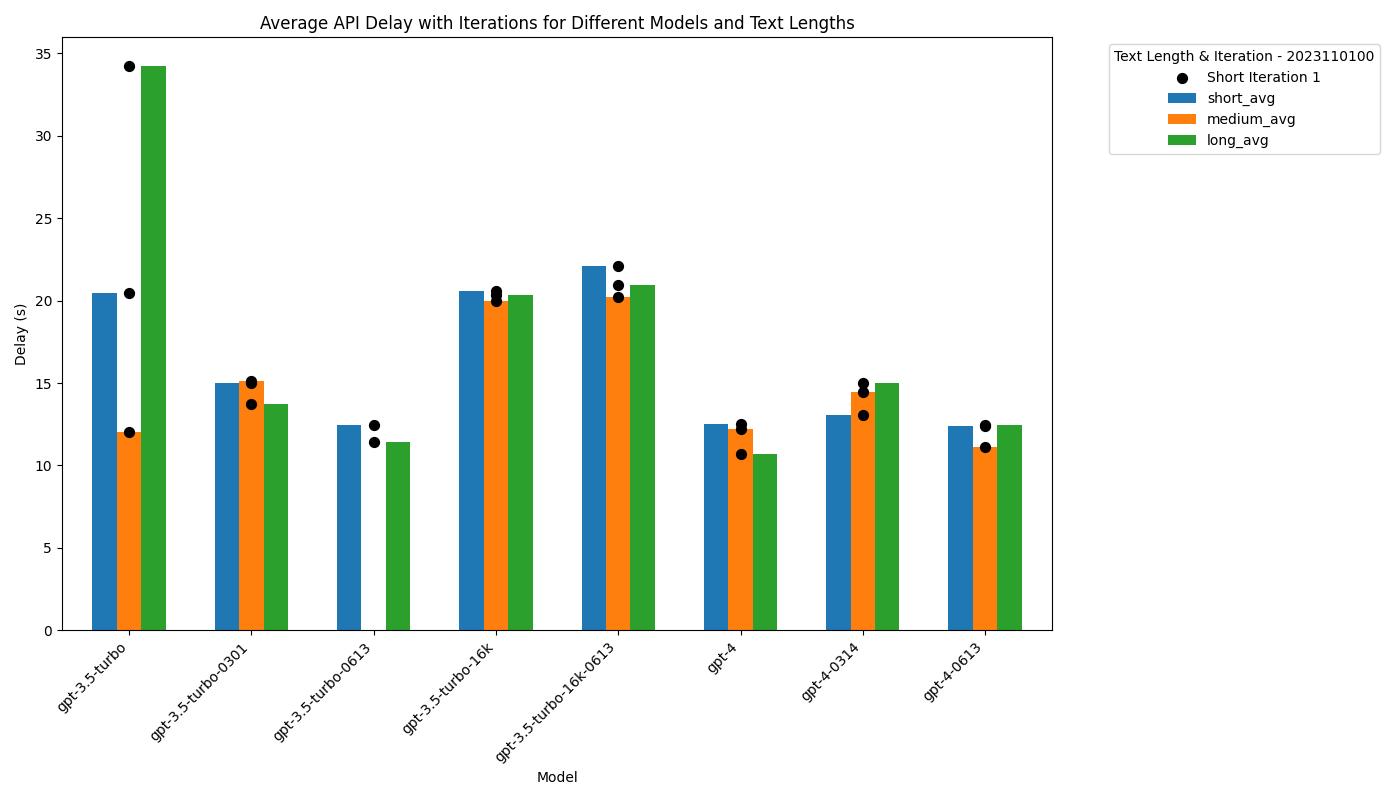 Average API Delay with Iterations for Different Models and Text Lengths
Text Length & Iteration - 2023110100
Short Iteration 1
short_avg
medium_avg
long_avg
Delay (s)
35
30
25
20
15
10
5
0
gpt-3.5-turbo
gpt-3.5-turbo-0301
gpt-3.5-turbo-0613
gpt-3.5-turbo-16k
gpt-3.5-turbo-16k-0613
gpt-4
gpt-4-0314
gpt-4-0613
Model